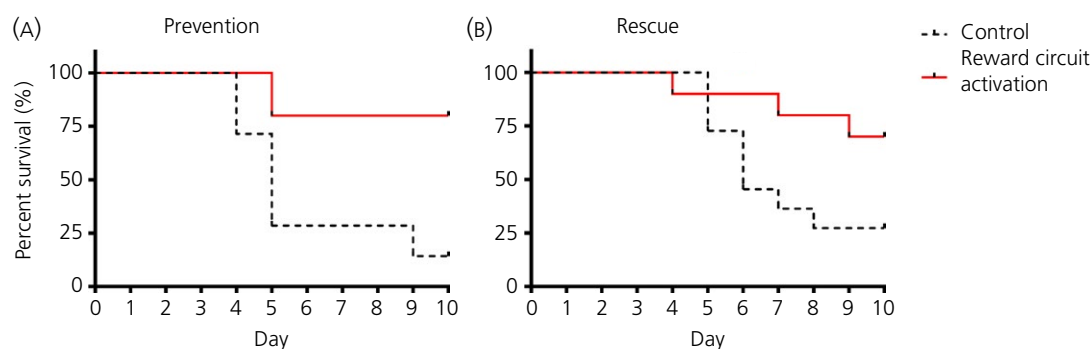 (A) Prevention
Percent survival (%)
100
75
50
25
0
0 1 2 3 4 5 6 7 8 9 10
Day
(B) Rescue
100
75
50
25
0
0 1 2 3 4 5 6 7 8 9 10
Day
Control
Reward circuit
activation